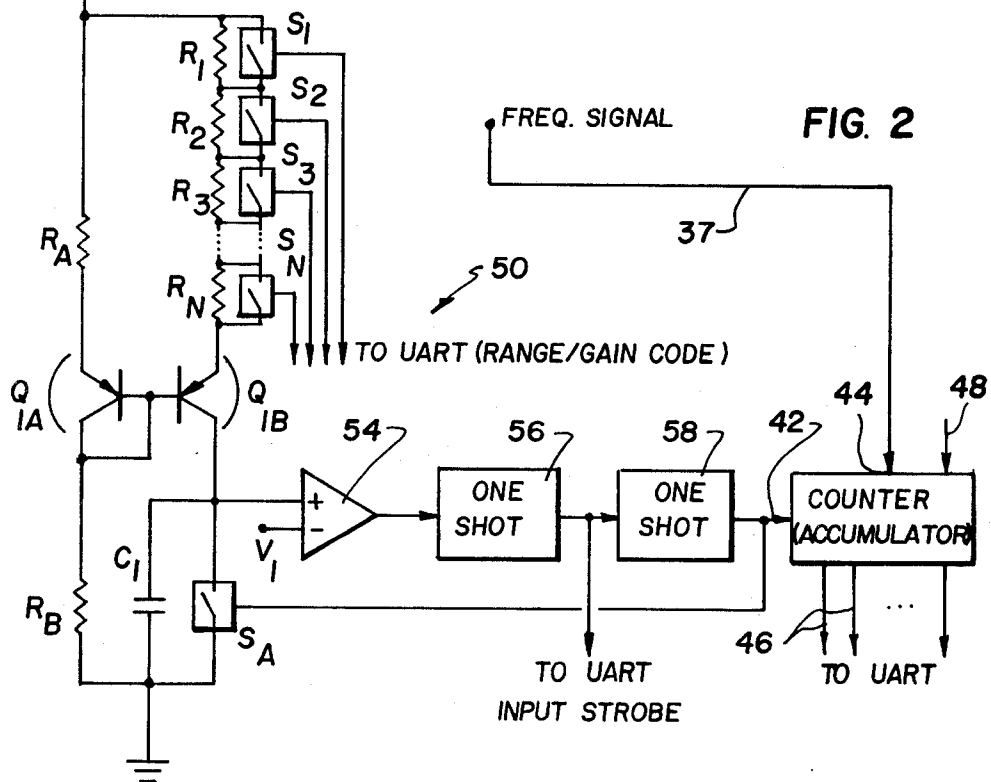 S1
R1
S2
R2
FREQ. SIGNAL
FIG. 2
S3
R3
37
RA
SN
50
RN
TO UART (RANGE/GAIN CODE)
Q1A
Q1B
44
48
54
56
58
42
ONE SHOT
ONE SHOT
COUNTER
(ACCUMULATOR)
+
−
V1
C1
RB
SA
46
...
TO UART
INPUT STROBE
TO UART